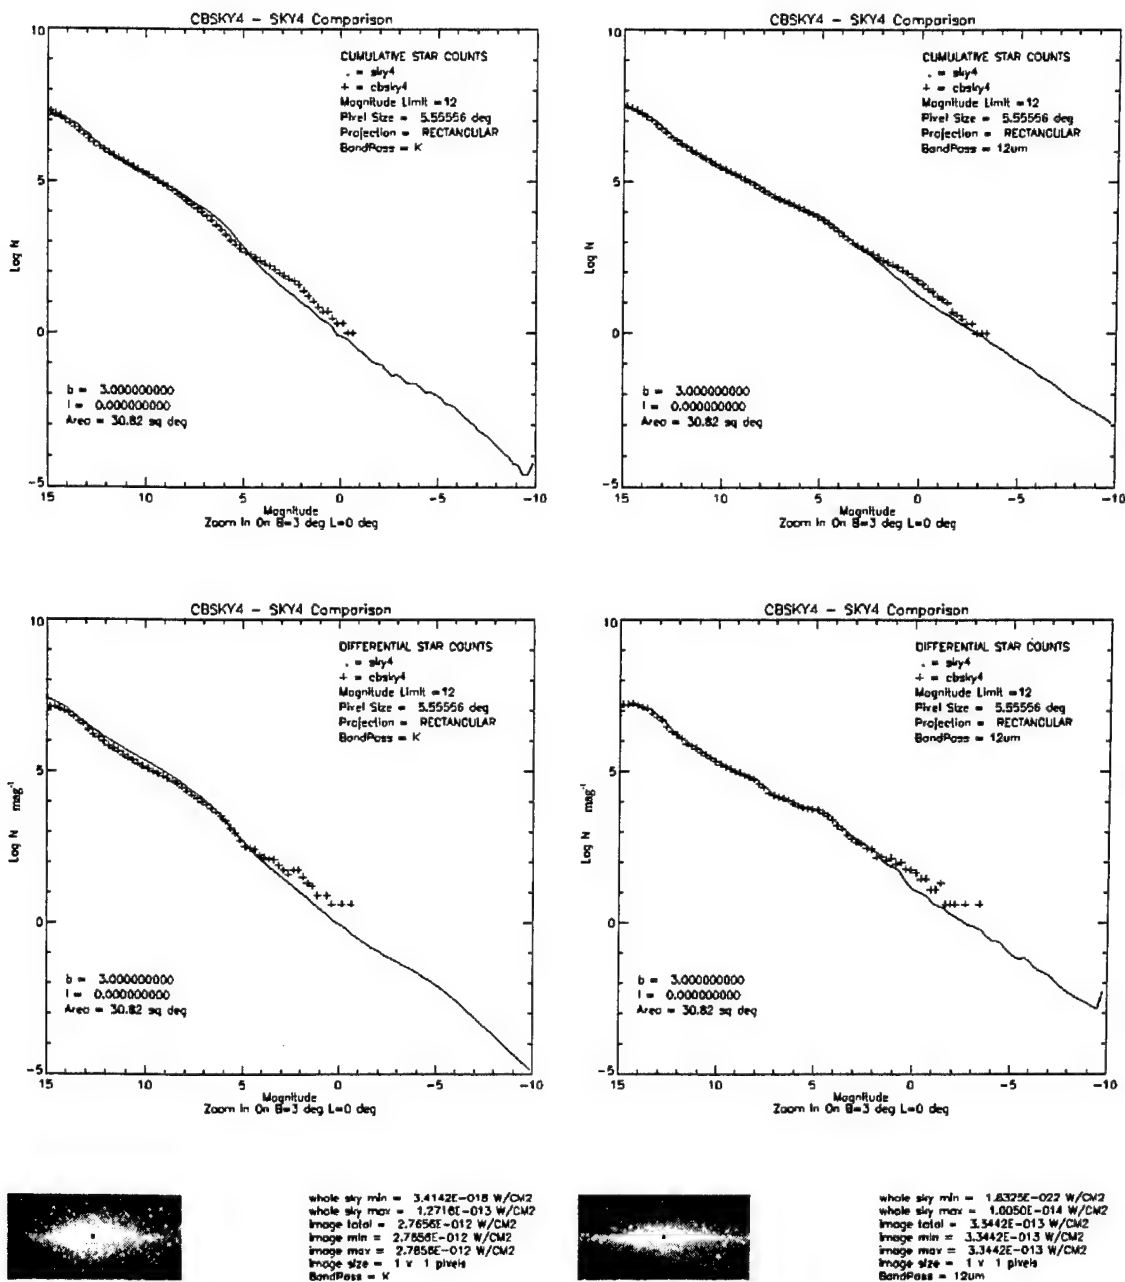 CBSKY4 - SKY4 Comparison
10
CUMULATIVE STAR COUNTS
. = sky4
+ = cbsky4
Magnitude Limit =12
Pixel Size = 5.55556 deg
Projection = RECTANGULAR
BandPass = K
5
Log N
0
b = 3.000000000
l = 0.000000000
Area = 30.82 sq deg
-5
15 10 5 0 -5 -10
Magnitude
Zoom In On B=3 deg L=0 deg
CBSKY4 - SKY4 Comparison
10
CUMULATIVE STAR COUNTS
. = sky4
+ = cbsky4
Magnitude Limit =12
Pixel Size = 5.55556 deg
Projection = RECTANGULAR
BandPass = 12um
5
Log N
0
b = 3.000000000
l = 0.000000000
Area = 30.82 sq deg
-5
15 10 5 0 -5 -10
Magnitude
Zoom In On B=3 deg L=0 deg
CBSKY4 - SKY4 Comparison
10
DIFFERENTIAL STAR COUNTS
. = sky4
+ = cbsky4
Magnitude Limit =12
Pixel Size = 5.55556 deg
Projection = RECTANGULAR
BandPass = K
5
Log N mag-1
0
b = 3.000000000
l = 0.000000000
Area = 30.82 sq deg
-5
15 10 5 0 -5 -10
Magnitude
Zoom In On B=3 deg L=0 deg
CBSKY4 - SKY4 Comparison
10
DIFFERENTIAL STAR COUNTS
. = sky4
+ = cbsky4
Magnitude Limit =12
Pixel Size = 5.55556 deg
Projection = RECTANGULAR
BandPass = 12um
5
Log N mag-1
0
b = 3.000000000
l = 0.000000000
Area = 30.82 sq deg
-5
15 10 5 0 -5 -10
Magnitude
Zoom In On B=3 deg L=0 deg
whole sky min = 3.4142E-018 W/CM2
whole sky max = 1.2716E-013 W/CM2
Image total = 2.7656E-012 W/CM2
Image min = 2.7656E-012 W/CM2
image max = 2.7656E-012 W/CM2
Image size = 1 x 1 pixels
BandPass = K
whole sky min = 1.8325E-022 W/CM2
whole sky max = 1.0050E-014 W/CM2
Image total = 3.3442E-013 W/CM2
Image min = 3.3442E-013 W/CM2
image max = 3.3442E-013 W/CM2
Image size = 1 x 1 pixels
BandPass = 12um